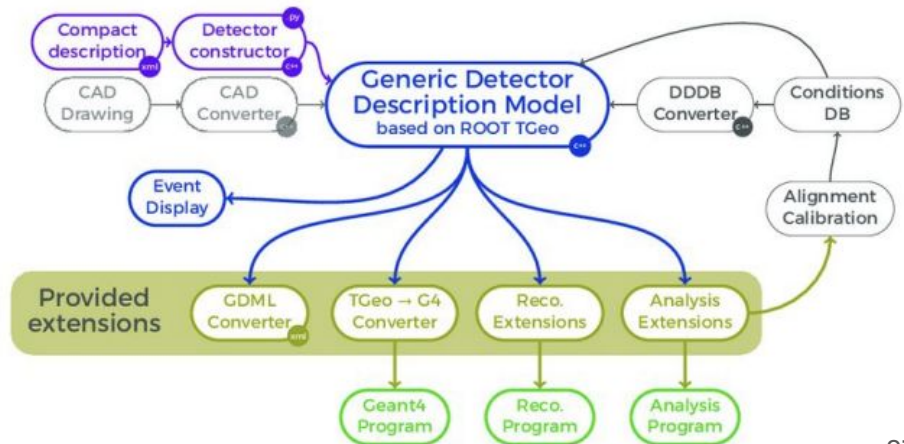 Compact
description
xml
Detector
constructor
.py
c++
CAD
Drawing
CAD
Converter
Generic Detector
Description Model
based on ROOT TGeo
c++
DDDB
Converter
c++
Conditions
DB
Event
Display
Alignment
Calibration
Provided
extensions
GDML
Converter
xml
TGeo → G4
Converter
Reco.
Extensions
Analysis
Extensions
Geant4
Program
Reco.
Program
Analysis
Program